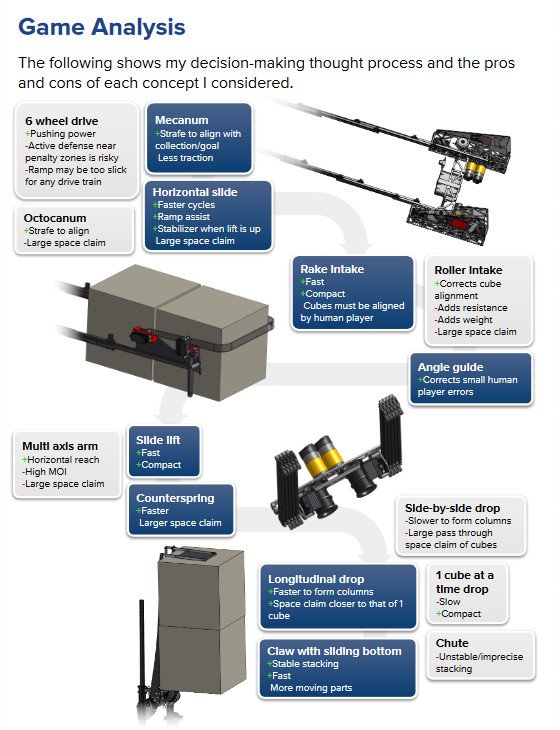 Game Analysis
The following shows my decision-making thought process and the pros
and cons of each concept I considered.
6 wheel drive
+Pushing power
-Active defense near
penalty zones is risky
-Ramp may be too slick
for any drive train
Mecanum
+Strafe to align with
collection/goal
Less traction
Octocanum
+Strafe to align
-Large space claim
Horizontal slide
+Faster cycles
+Ramp assist
+Stabilizer when lift is up
Large space claim
Rake Intake
+Fast
+Compact
Cubes must be aligned
by human player
Roller Intake
+Corrects cube
alignment
-Adds resistance
-Adds weight
-Large space claim
Angle guide
+Corrects small human
player errors
Multi axis arm
+Horizontal reach
-High MOI
-Large space claim
Slide lift
+Fast
+Compact
Counterspring
+Faster
Larger space claim
Side-by-side drop
-Slower to form columns
-Large pass through
space claim of cubes
Longitudinal drop
+Faster to form columns
+Space claim closer to that of 1
cube
1 cube at a
time drop
-Slow
+Compact
Claw with sliding bottom
+Stable stacking
+Fast
More moving parts
Chute
-Unstable/imprecise
stacking